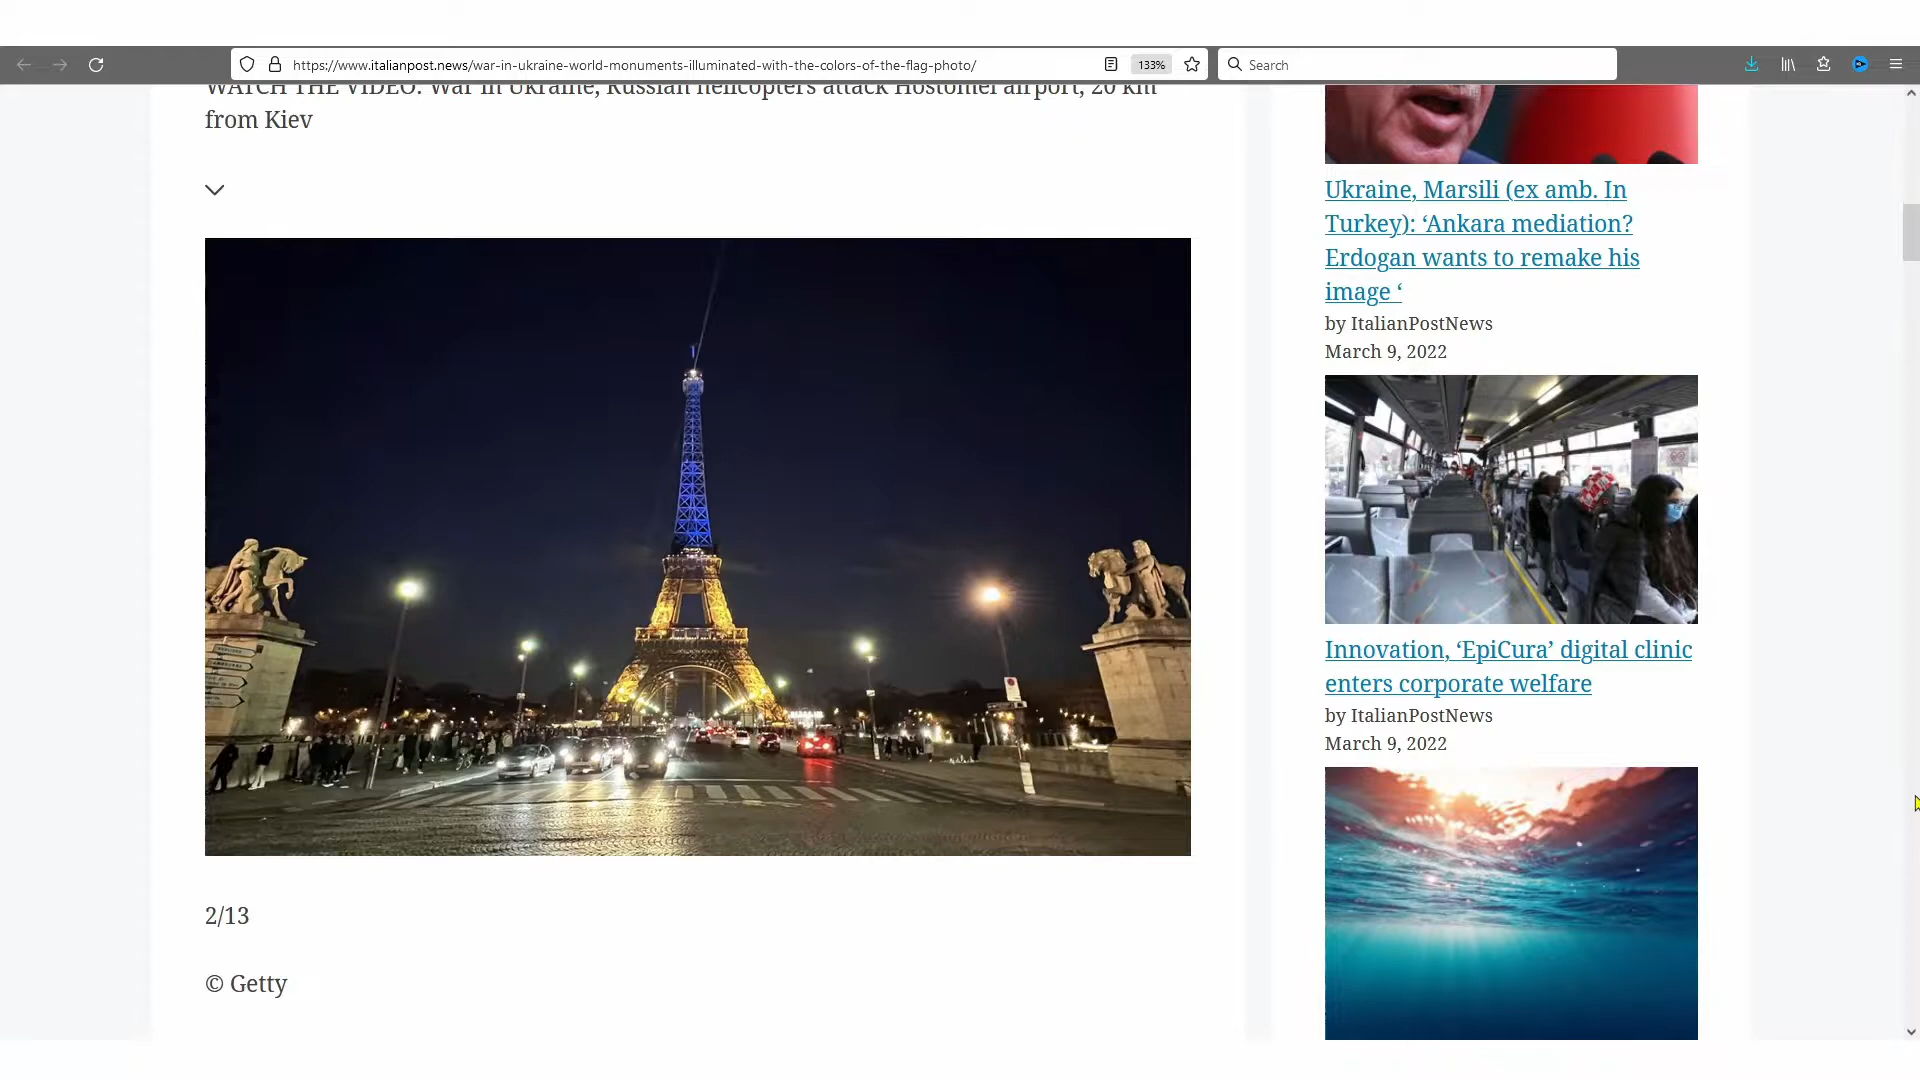 https://www.italianpost.news/war-in-ukraine-world-monuments-illuminated-with-the-colors-of-the-flag-photo/
133%
Search
WATCH THE VIDEO: War in Ukraine, Russian helicopters attack Hostomel airport, 20 km
from Kiev
2/13
© Getty
Ukraine, Marsili (ex amb. In
Turkey): ‘Ankara mediation?
Erdogan wants to remake his
image ‘
by ItalianPostNews
March 9, 2022
Innovation, ‘EpiCura’ digital clinic
enters corporate welfare
by ItalianPostNews
March 9, 2022